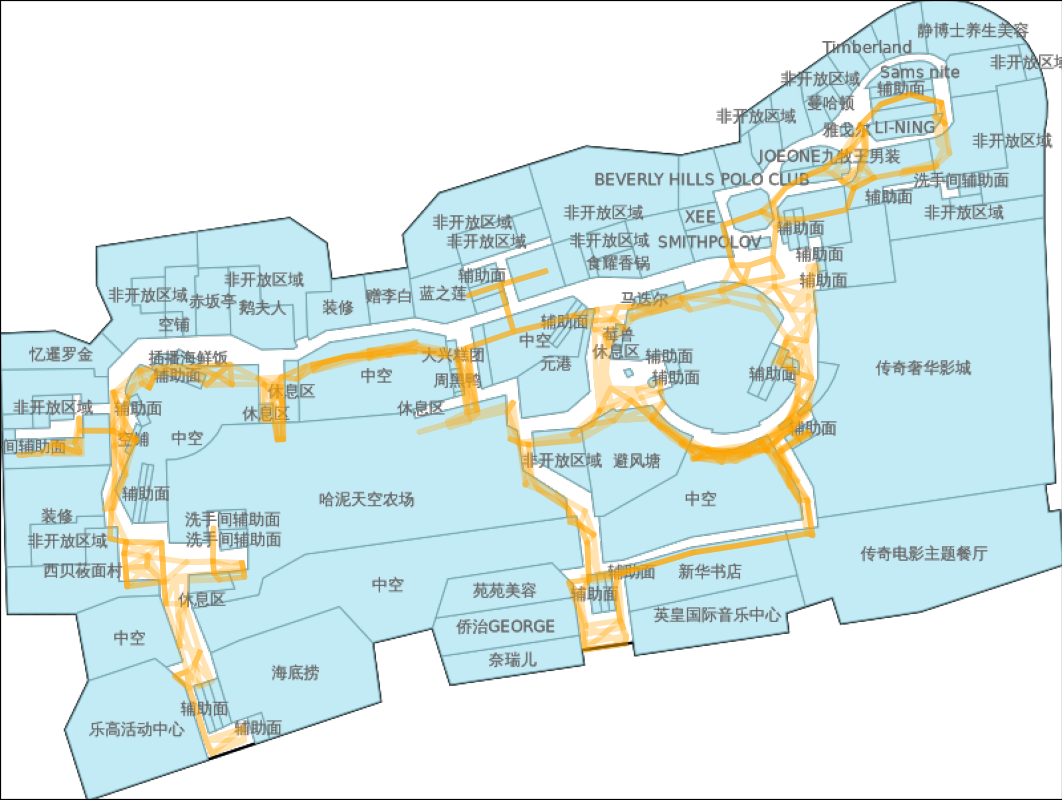 静博士养生美容
Timberland
非开放区域
Sams nite
非开放区域
辅助面
蔓哈顿
非开放区域
雅戈尔
LI-NING
非开放区域
JOEONE九牧王男装
BEVERLY HILLS POLO CLUB
洗手间辅助面
辅助面
非开放区域
非开放区域
XEE
非开放区域
辅助面
非开放区域
非开放区域
SMITHPOLOV
辅助面
食耀香锅
辅助面
辅助面
非开放区域
非开放区域
赤坂亭
鹅夫人
装修
赠李白
蓝之莲
马迭尔
空铺
辅助面
莓兽
中空
休息区
忆暹罗金
插播海鲜饭
大兴糕团
辅助面
元港
辅助面
中空
周黑鸭
辅助面
辅助面
传奇奢华影城
休息区
非开放区域
辅助面
休息区
休息区
辅助面
间辅助面
空铺
中空
非开放区域
避风塘
辅助面
哈泥天空农场
中空
装修
洗手间辅助面
非开放区域
洗手间辅助面
传奇电影主题餐厅
西贝莜面村
辅助面
新华书店
休息区
中空
苑苑美容
辅助面
英皇国际音乐中心
中空
侨治GEORGE
奈瑞儿
海底捞
辅助面
乐高活动中心
辅助面